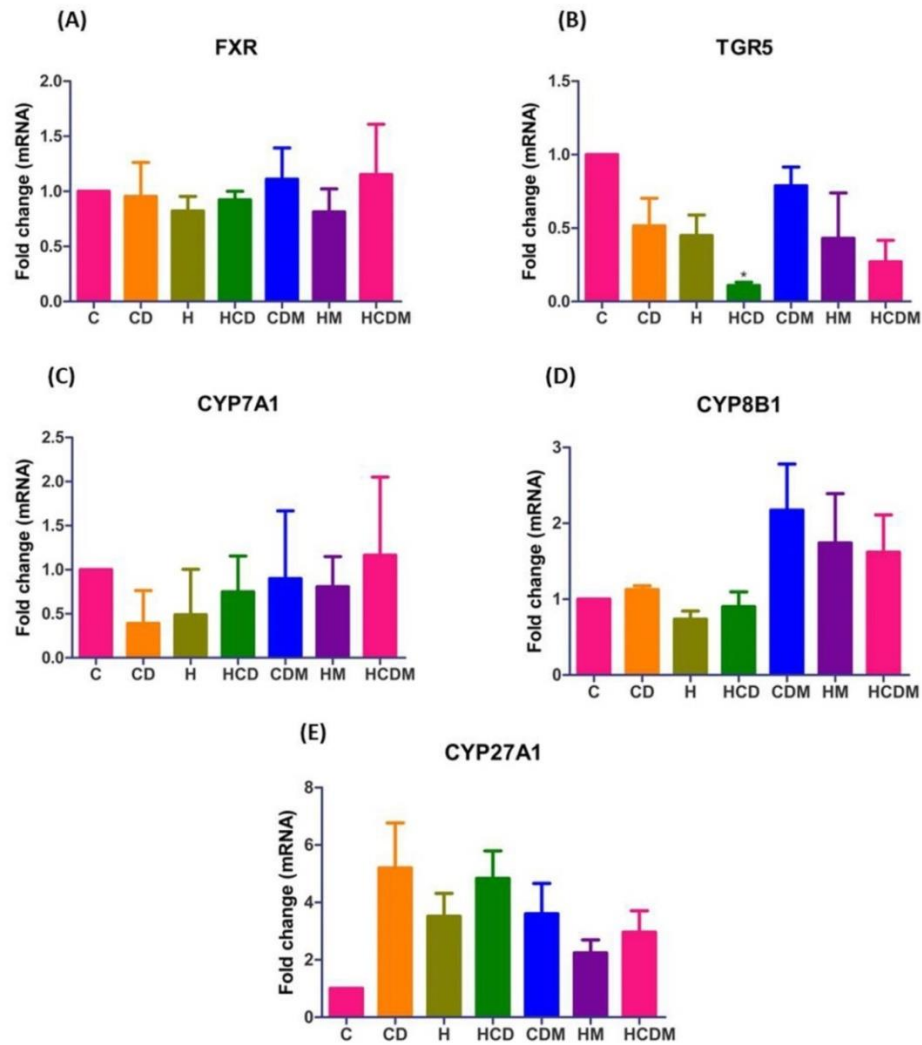 (A)
FXR
Fold change (mRNA)
2.0
1.5
1.0
0.5
0.0
C CD H HCD CDM HM HCDM
(B)
TGR5
Fold change (mRNA)
1.5
1.0
0.5
0.0
*
C CD H HCD CDM HM HCDM
(C)
CYP7A1
Fold change (mRNA)
2.5
2.0
1.5
1.0
0.5
0.0
C CD H HCD CDM HM HCDM
(D)
CYP8B1
Fold change (mRNA)
3
2
1
0
C CD H HCD CDM HM HCDM
(E)
CYP27A1
Fold change (mRNA)
8
6
4
2
0
C CD H HCD CDM HM HCDM